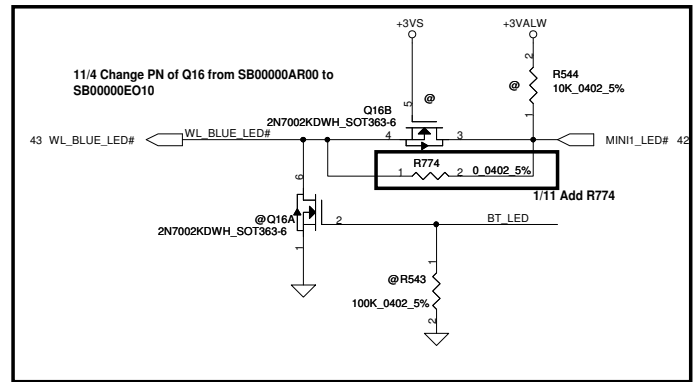 +3VS
+3VALW
11/4 Change PN of Q16 from SB00000AR00 to
SB00000EO10
2
R544
10K_0402_5%
@
1
5
@
Q16B
2N7002KDWH_SOT363-6
43 WL_BLUE_LED#
WL_BLUE_LED#
4
3
MINI1_LED# 42
R774
1
2
0_0402_5%
1/11 Add R774
6
@Q16A
2N7002KDWH_SOT363-6
2
BT_LED
1
1
@R543
100K_0402_5%
2